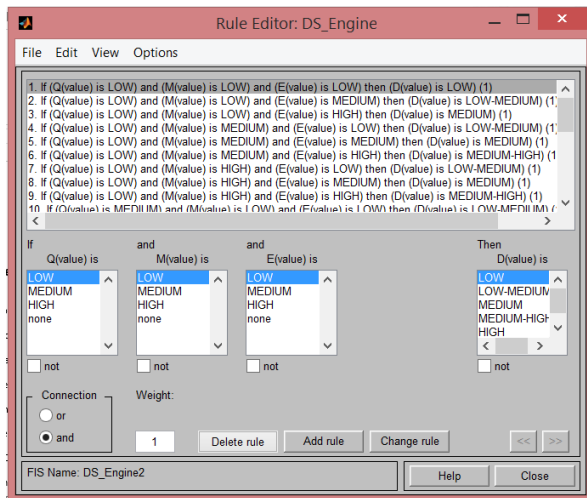 Rule Editor: DS_Engine
File Edit View Options
1. If (Q(value) is LOW) and (M(value) is LOW) and (E(value) is LOW) then (D(value) is LOW) (1)
2. If (Q(value) is LOW) and (M(value) is LOW) and (E(value) is MEDIUM) then (D(value) is LOW-MEDIUM) (1)
3. If (Q(value) is LOW) and (M(value) is LOW) and (E(value) is HIGH) then (D(value) is MEDIUM) (1)
4. If (Q(value) is LOW) and (M(value) is MEDIUM) and (E(value) is LOW) then (D(value) is LOW-MEDIUM) (1)
5. If (Q(value) is LOW) and (M(value) is MEDIUM) and (E(value) is MEDIUM) then (D(value) is MEDIUM) (1)
6. If (Q(value) is LOW) and (M(value) is MEDIUM) and (E(value) is HIGH) then (D(value) is MEDIUM-HIGH) (1
7. If (Q(value) is LOW) and (M(value) is HIGH) and (E(value) is LOW) then (D(value) is LOW-MEDIUM) (1)
8. If (Q(value) is LOW) and (M(value) is HIGH) and (E(value) is MEDIUM) then (D(value) is MEDIUM) (1)
9. If (Q(value) is LOW) and (M(value) is HIGH) and (E(value) is HIGH) then (D(value) is MEDIUM-HIGH) (1)
10. If (Q(value) is MEDIUM) and (M(value) is LOW) and (E(value) is LOW) then (D(value) is LOW-MEDIUM) (
If and and Then
Q(value) is M(value) is E(value) is D(value) is
LOW LOW LOW LOW
MEDIUM MEDIUM MEDIUM LOW-MEDIUM
HIGH HIGH HIGH MEDIUM
none none none MEDIUM-HIGH
HIGH
not not not not
Connection Weight:
or
and 1 Delete rule Add rule Change rule << >>
FIS Name: DS_Engine2 Help Close